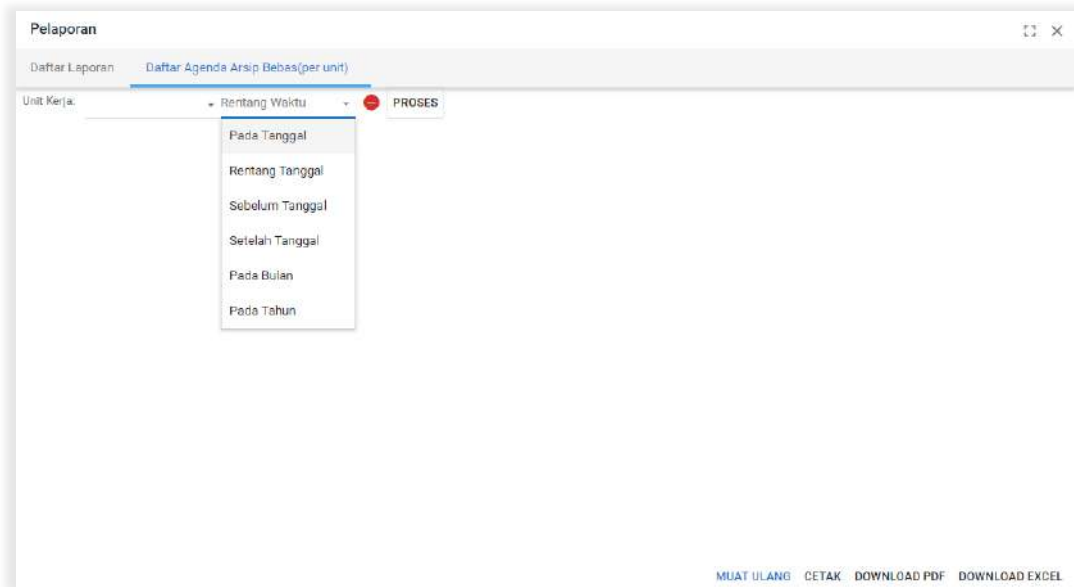 Pelaporan
Daftar Laporan Daftar Agenda Arsip Bebas(per unit)
Unit Kerja: Rentang Waktu PROSES
Pada Tanggal
Rentang Tanggal
Sebelum Tanggal
Setelah Tanggal
Pada Bulan
Pada Tahun
MUAT ULANG CETAK DOWNLOAD PDF DOWNLOAD EXCEL